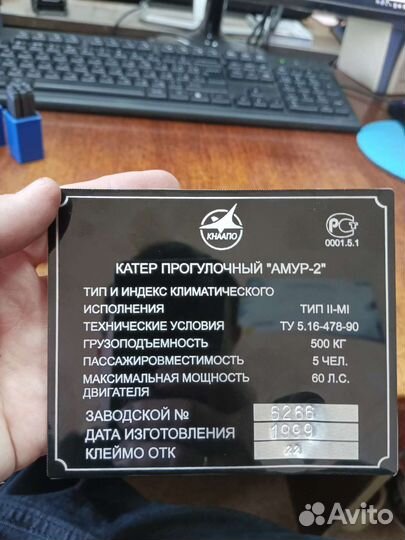 КНААПО
РСТ
0001.5.1
КАТЕР ПРОГУЛОЧНЫЙ "АМУР-2"
ТИП И ИНДЕКС КЛИМАТИЧЕСКОГО
ИСПОЛНЕНИЯ ТИП II-МI
ТЕХНИЧЕСКИЕ УСЛОВИЯ ТУ 5.16-478-90
ГРУЗОПОДЪЕМНОСТЬ 500 КГ
ПАССАЖИРОВМЕСТИМОСТЬ 5 ЧЕЛ.
МАКСИМАЛЬНАЯ МОЩНОСТЬ 60 Л.С.
ДВИГАТЕЛЯ
ЗАВОДСКОЙ № 6266
ДАТА ИЗГОТОВЛЕНИЯ 1999
КЛЕЙМО ОТК 22
Avito